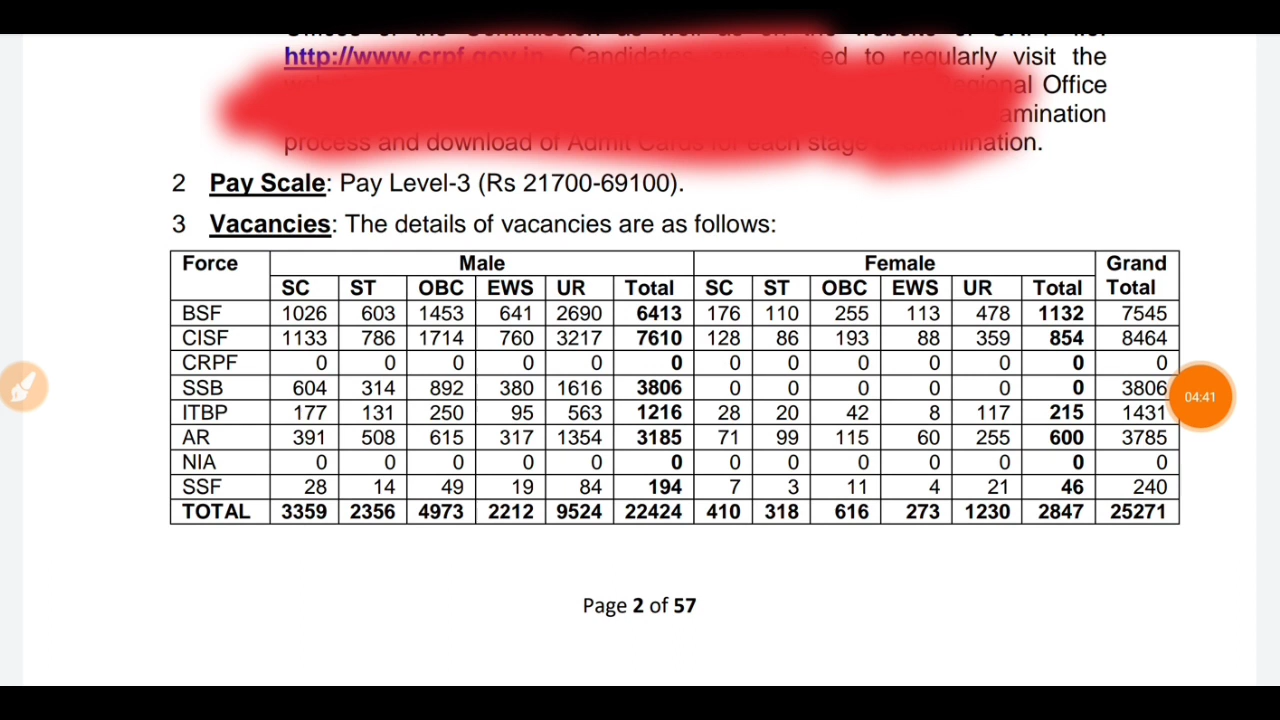 http://www.crpf.gov.in. Candidates to regularly visit the
Regional Office
process and download of Admit Cards for each stage examination.
2 Pay Scale: Pay Level-3 (Rs 21700-69100).
3 Vacancies: The details of vacancies are as follows:
Force Male Female Grand Total
SC ST OBC EWS UR Total SC ST OBC EWS UR Total
BSF 1026 603 1453 641 2690 6413 176 110 255 113 478 1132 7545
CISF 1133 786 1714 760 3217 7610 128 86 193 88 359 854 8464
CRPF 0 0 0 0 0 0 0 0 0 0 0 0 0
SSB 604 314 892 380 1616 3806 0 0 0 0 0 0 3806
ITBP 177 131 250 95 563 1216 28 20 42 8 117 215 1431
AR 391 508 615 317 1354 3185 71 99 115 60 255 600 3785
NIA 0 0 0 0 0 0 0 0 0 0 0 0 0
SSF 28 14 49 19 84 194 7 3 11 4 21 46 240
TOTAL 3359 2356 4973 2212 9524 22424 410 318 616 273 1230 2847 25271
04:41
Page 2 of 57